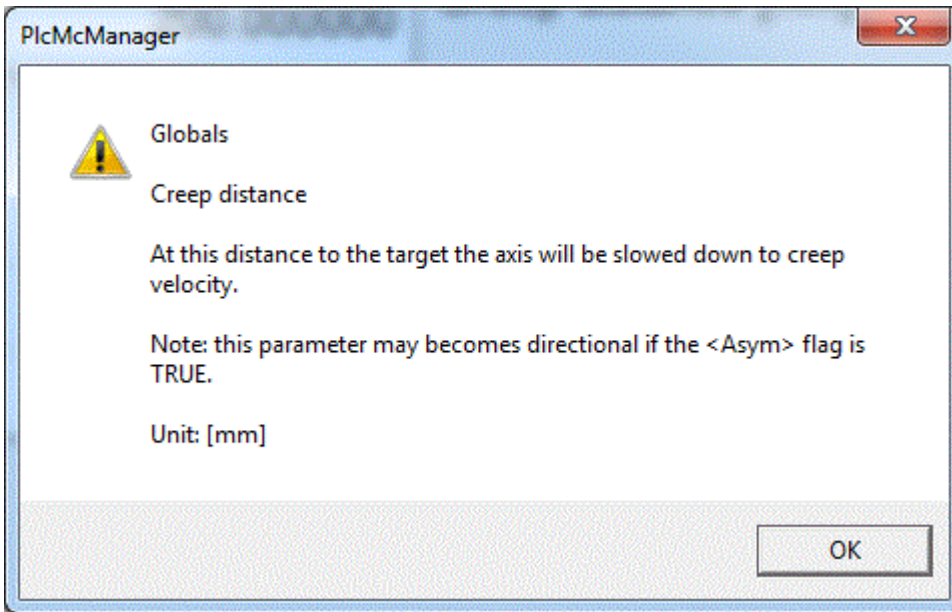 PlcMcManager
Globals
Creep distance
At this distance to the target the axis will be slowed down to creep
velocity.
Note: this parameter may becomes directional if the <Asym> flag is
TRUE.
Unit: [mm]
OK